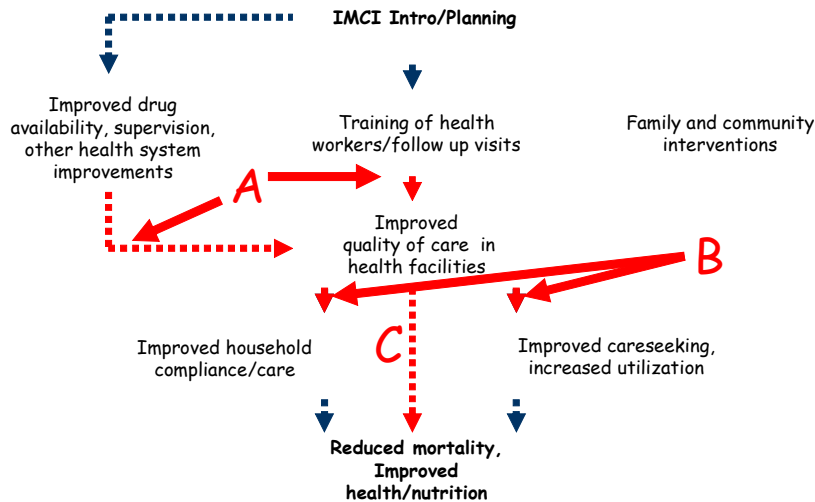 IMCI Intro/Planning
Improved drug
availability, supervision,
other health system
improvements
Training of health
workers/follow up visits
Family and community
interventions
A
Improved
quality of care in
health facilities
B
C
Improved household
compliance/care
Improved careseeking,
increased utilization
Reduced mortality,
Improved
health/nutrition